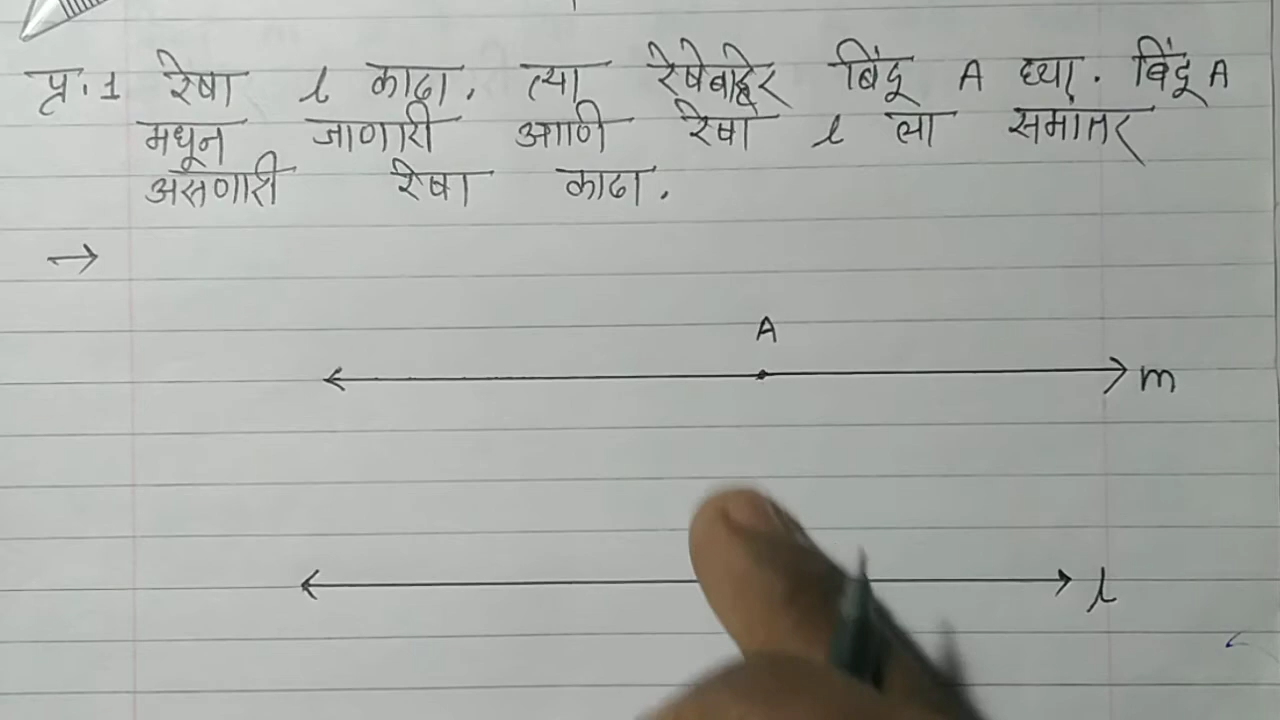 प्र.1 रेषा l काढा. त्या रेषेबाहेर बिंदू A घ्या. बिंदू A
मधून जाणारी आणि रेषा l ला समांतर
असणारी रेषा काढा.
→
A
m
l